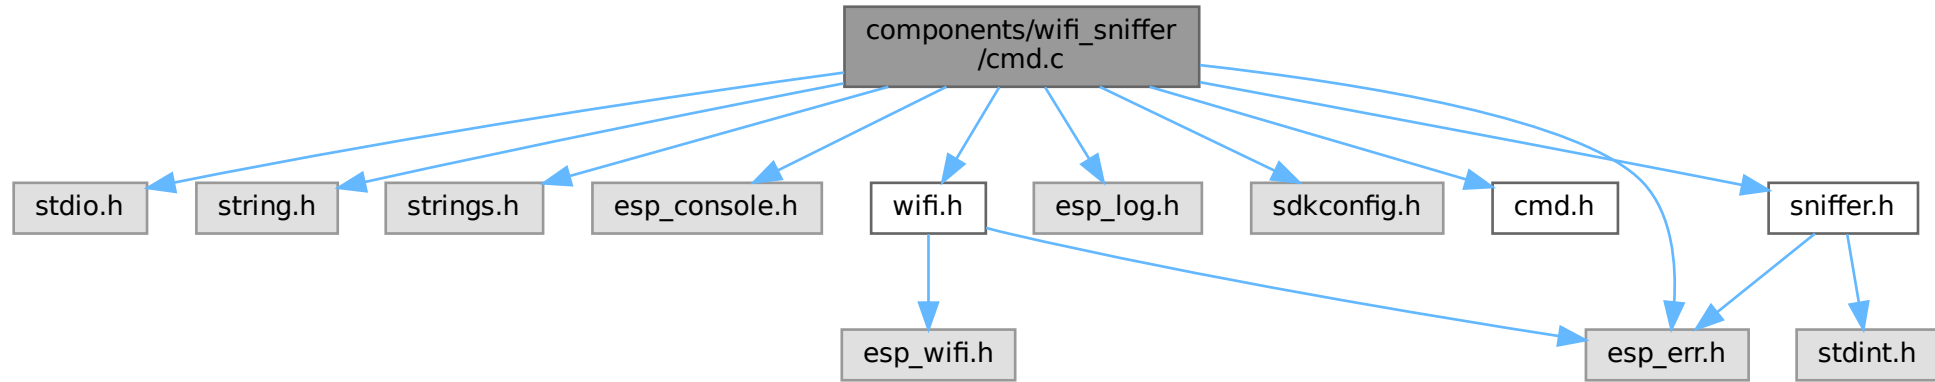 components/wifi_sniffer
/cmd.c
stdio.h
string.h
strings.h
esp_console.h
wifi.h
esp_log.h
sdkconfig.h
cmd.h
sniffer.h
esp_wifi.h
esp_err.h
stdint.h